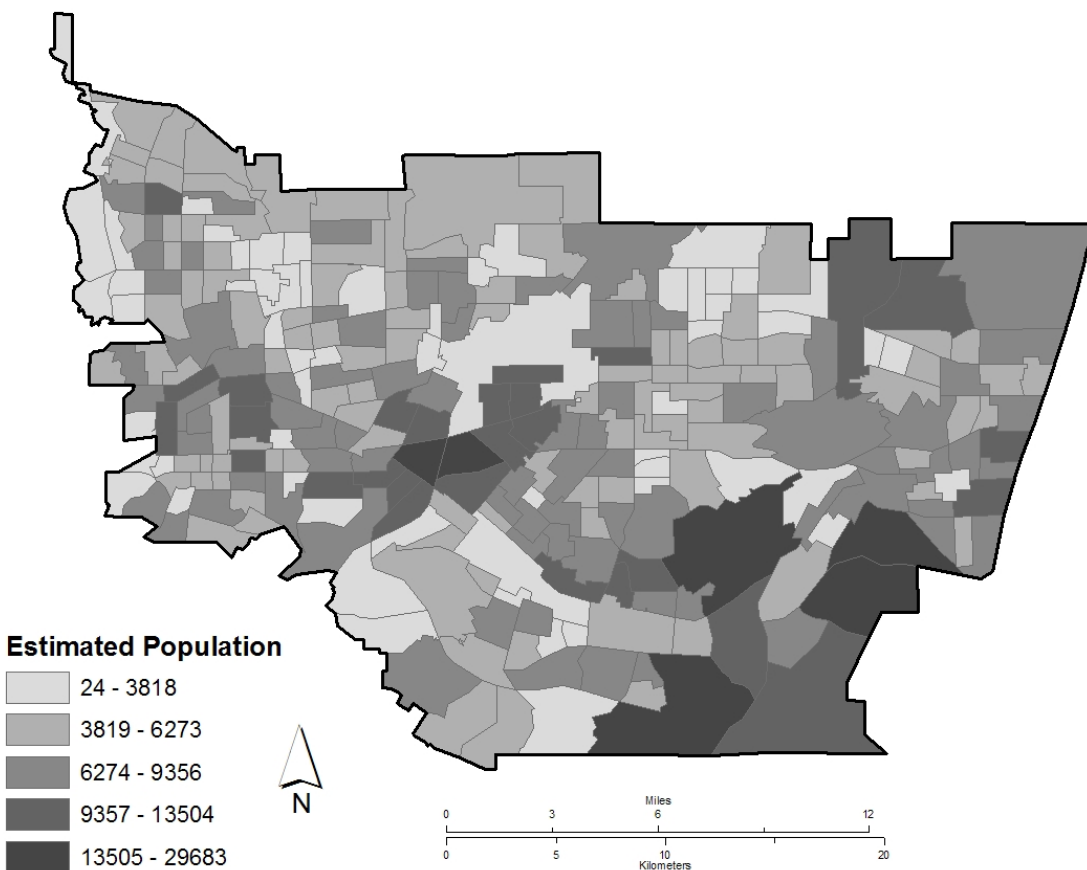 Estimated Population
24 - 3818
3819 - 6273
6274 - 9356
9357 - 13504
13505 - 29683
N
Miles
0 3 6 12
0 5 10 20
Kilometers